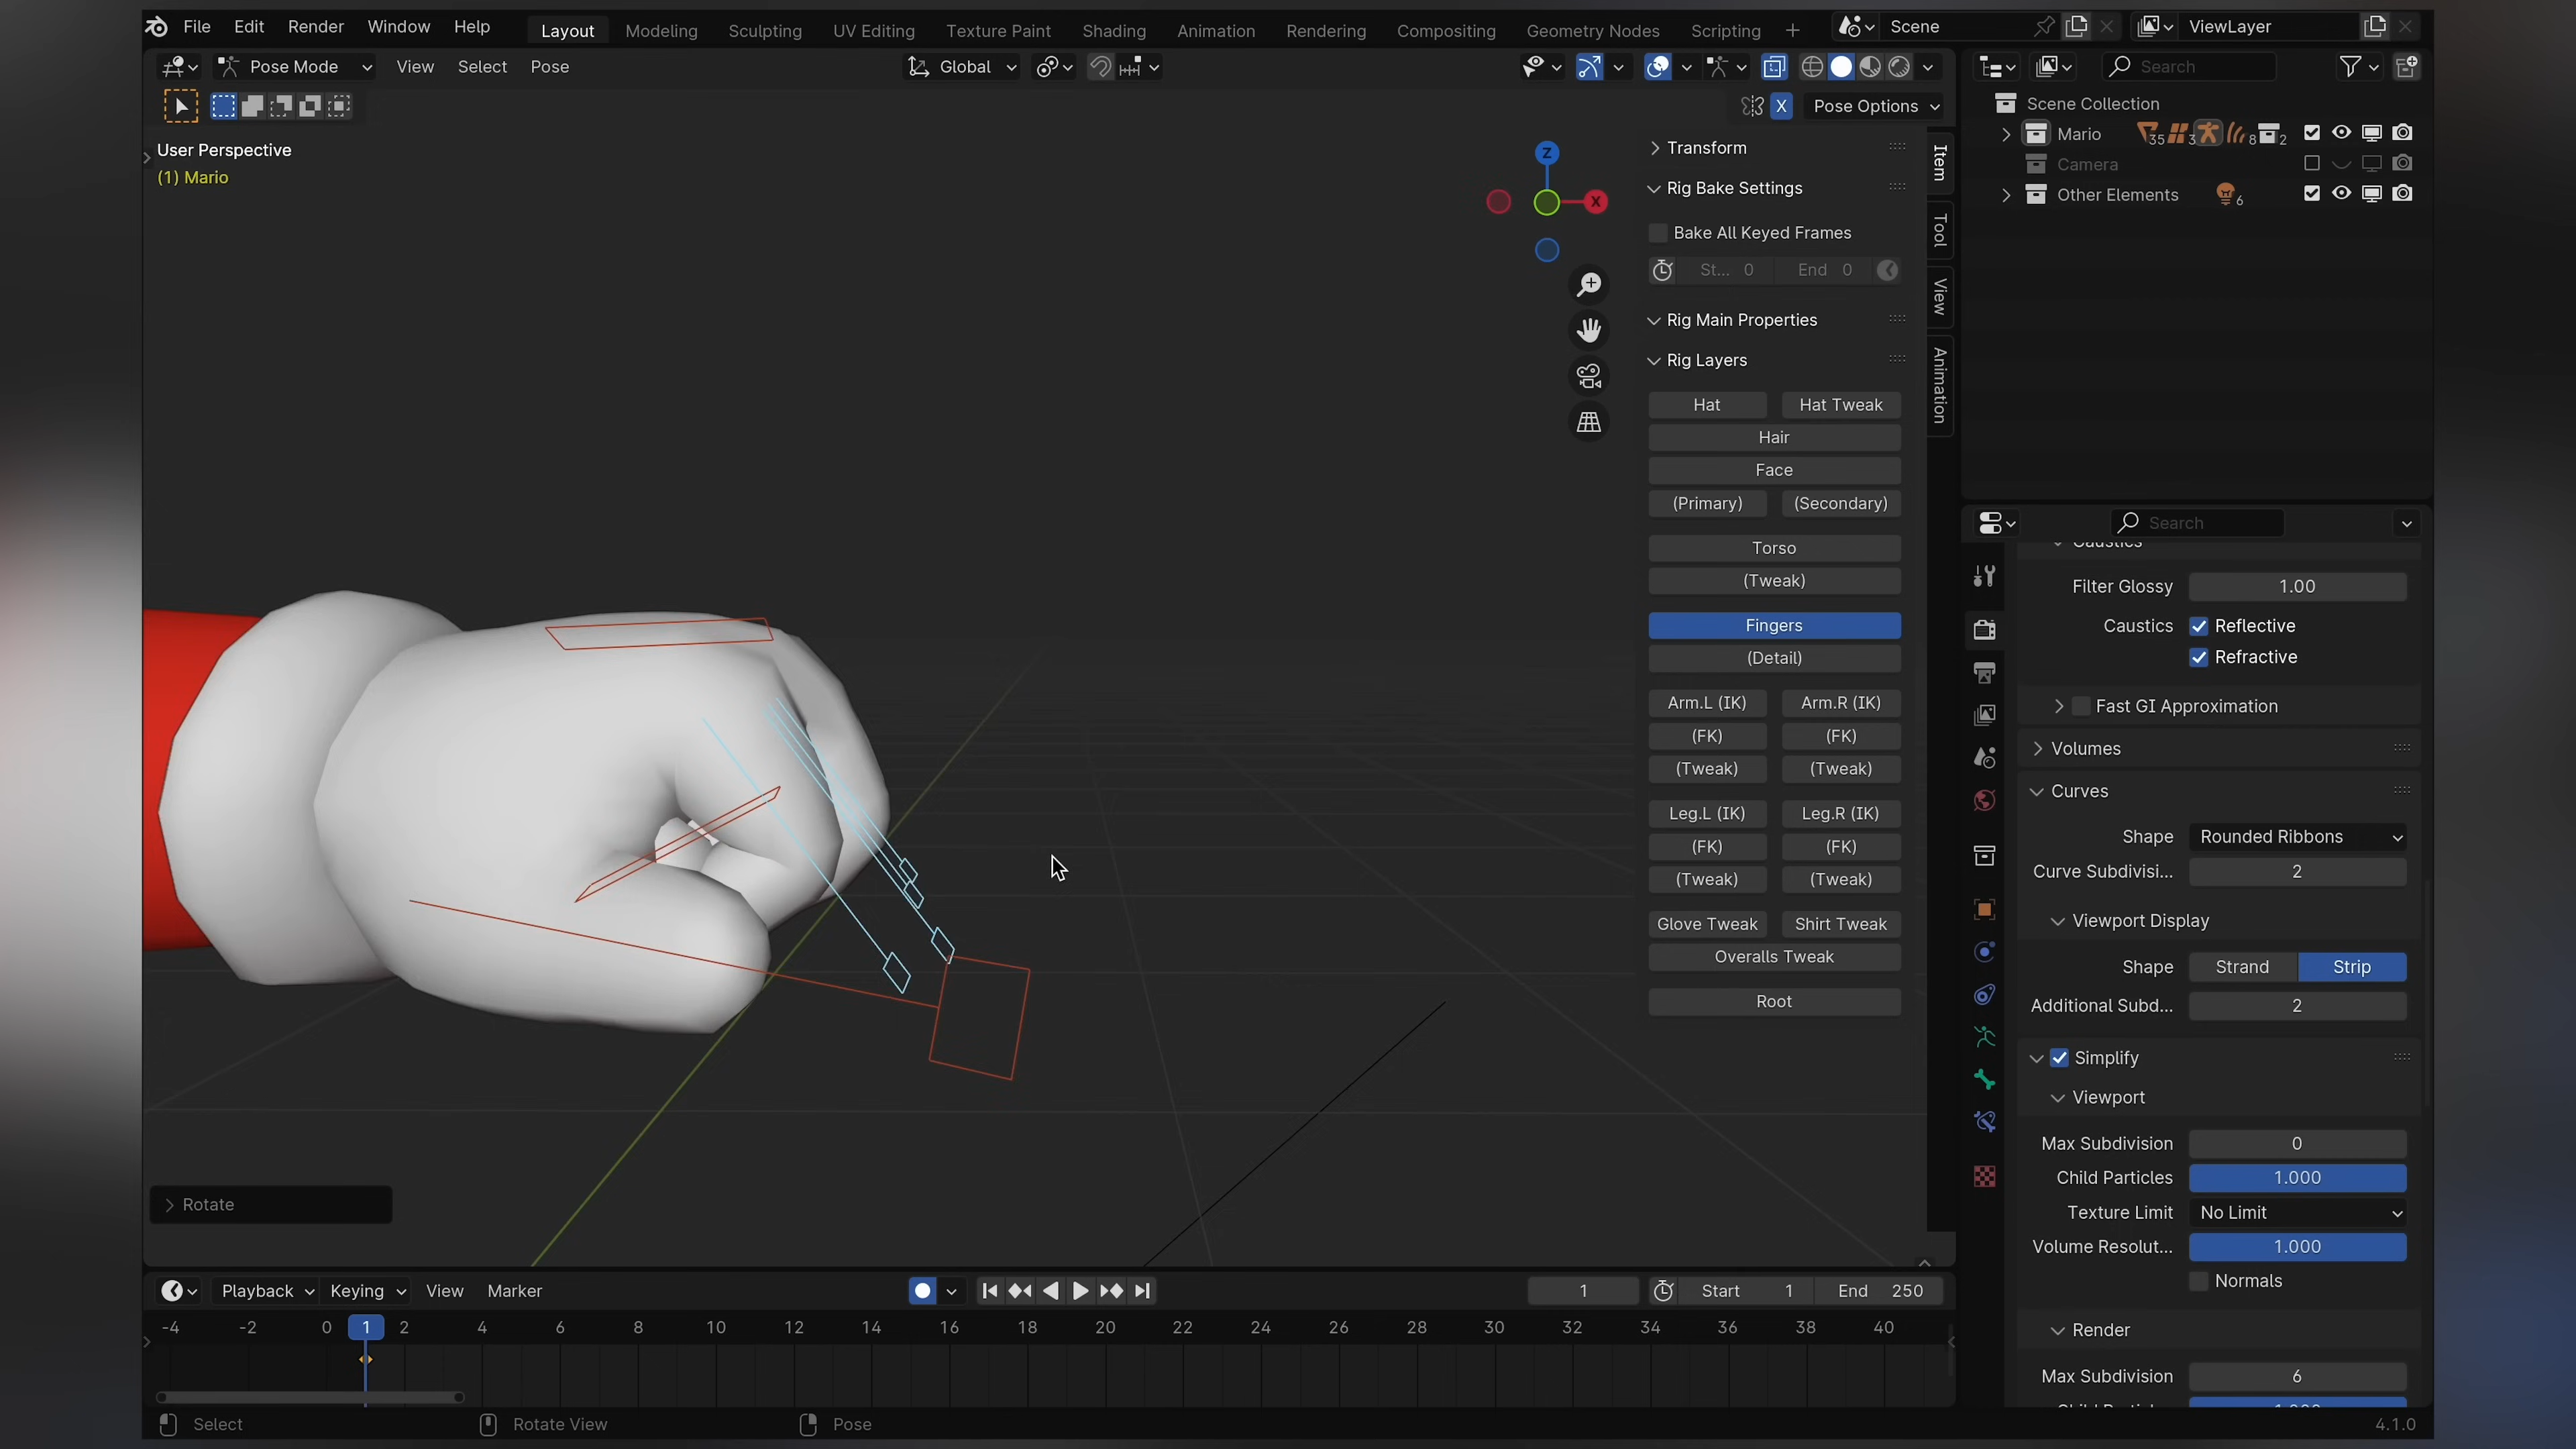 File Edit Render Window Help Layout Modeling Sculpting UV Editing Texture Paint Shading Animation Rendering Compositing Geometry Nodes Scripting + Scene ViewLayer
Pose Mode View Select Pose Global
X Pose Options
User Perspective
(1) Mario
Z
X
Item
Tool
View
Animation
Transform
Rig Bake Settings
Bake All Keyed Frames
St... 0 End 0
Rig Main Properties
Rig Layers
Hat Hat Tweak
Hair
Face
(Primary) (Secondary)
Torso
(Tweak)
Fingers
(Detail)
Arm.L (IK) Arm.R (IK)
(FK) (FK)
(Tweak) (Tweak)
Leg.L (IK) Leg.R (IK)
(FK) (FK)
(Tweak) (Tweak)
Glove Tweak Shirt Tweak
Overalls Tweak
Root
Rotate
Search
Scene Collection
Mario 35 3 8 2
Camera
Other Elements 6
Search
Caustics
Filter Glossy 1.00
Caustics Reflective
Refractive
Fast GI Approximation
Volumes
Curves
Shape Rounded Ribbons
Curve Subdivisi... 2
Viewport Display
Shape Strand Strip
Additional Subd... 2
Simplify
Viewport
Max Subdivision 0
Child Particles 1.000
Texture Limit No Limit
Volume Resolut... 1.000
Normals
Render
Max Subdivision 6
Playback Keying View Marker 1 Start 1 End 250
-4 -2 0 1 2 4 6 8 10 12 14 16 18 20 22 24 26 28 30 32 34 36 38 40
Select Rotate View Pose 4.1.0